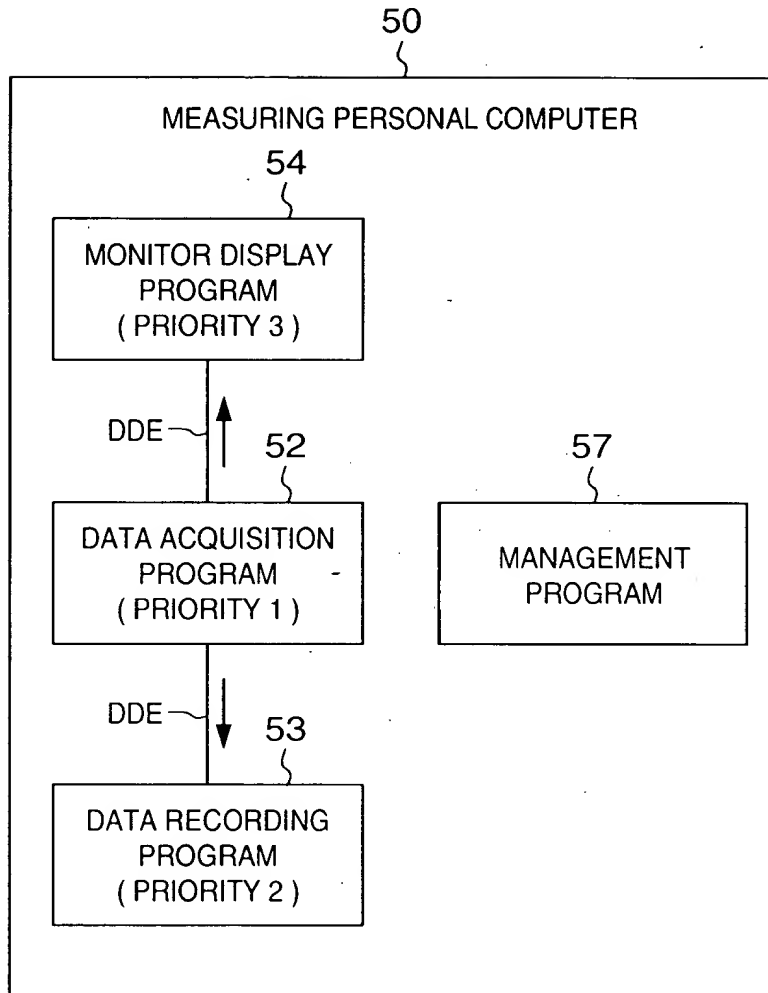 50
MEASURING PERSONAL COMPUTER
54
MONITOR DISPLAY
PROGRAM
( PRIORITY 3 )
DDE
52
DATA ACQUISITION
PROGRAM
( PRIORITY 1 )
57
MANAGEMENT
PROGRAM
DDE
53
DATA RECORDING
PROGRAM
( PRIORITY 2 )